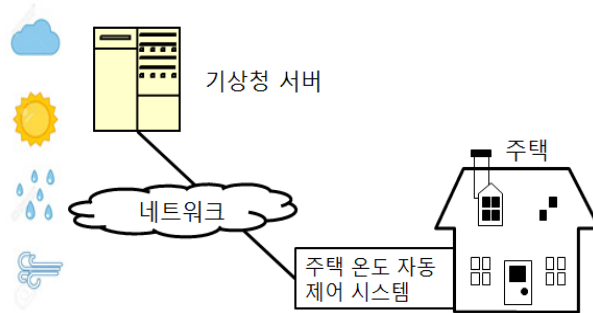 기상청 서버
주택
네트워크
주택 온도 자동
제어 시스템